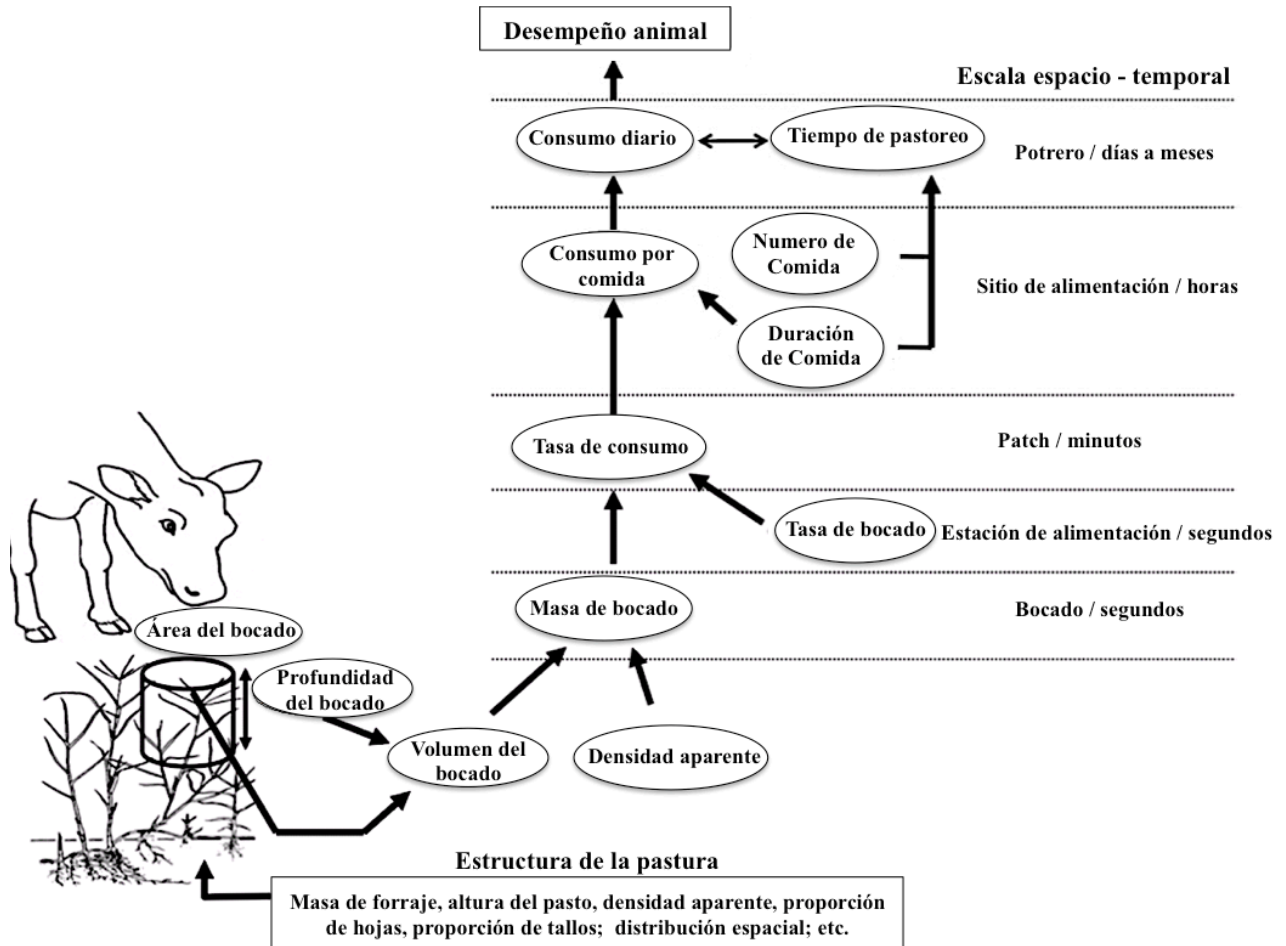 Desempeño animal
Escala espacio - temporal
Consumo diario
Tiempo de pastoreo
Potrero / días a meses
Consumo por
comida
Numero de
Comida
Sitio de alimentación / horas
Duración
de Comida
Tasa de consumo
Patch / minutos
Tasa de bocado
Estación de alimentación / segundos
Masa de bocado
Bocado / segundos
Área del bocado
Profundidad
del bocado
Volumen del
bocado
Densidad aparente
Estructura de la pastura
Masa de forraje, altura del pasto, densidad aparente, proporción
de hojas, proporción de tallos; distribución espacial; etc.